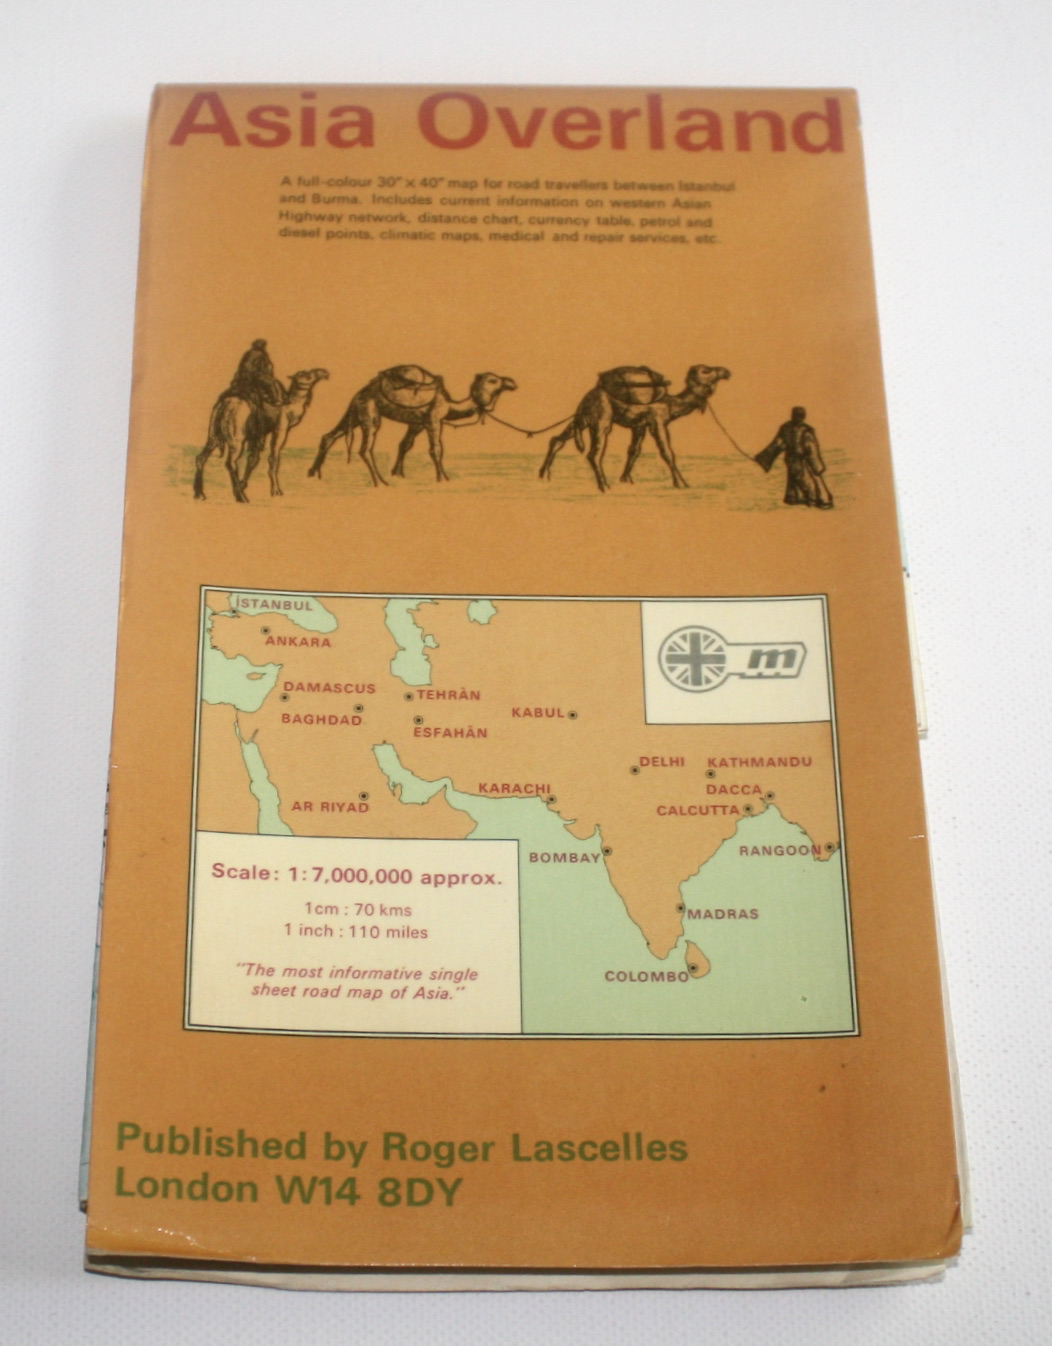 Asia Overland
A full-colour 30" x 40" map for road travellers between Istanbul
and Burma. Includes current information on western Asian
Highway network, distance chart, currency table, petrol and
diesel points, climatic maps, medical and repair services, etc.
İSTANBUL
ANKARA
DAMASCUS
TEHRÂN
BAGHDAD
ESFAHÂN
KABUL
m
DELHI
KATHMANDU
KARACHI
DACCA
AR RIYAD
CALCUTTA
BOMBAY
RANGOON
MADRAS
COLOMBO
Scale: 1:7,000,000 approx.
1cm : 70 kms
1 inch : 110 miles
"The most informative single
sheet road map of Asia."
Published by Roger Lascelles
London W14 8DY